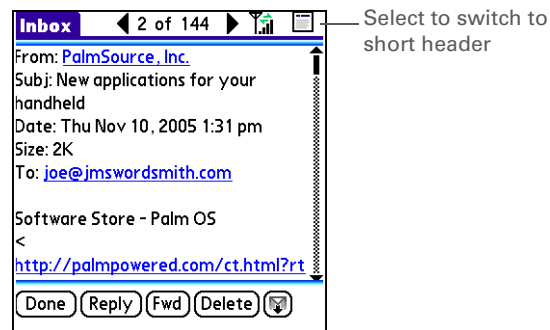 Inbox 2 of 144
Select to switch to
short header
From: PalmSource, Inc.
Subj: New applications for your
handheld
Date: Thu Nov 10, 2005 1:31 pm
Size: 2K
To: joe@jmswordsmith.com
Software Store - Palm OS
<
http://palmpowered.com/ct.html?rt
Done Reply Fwd Delete